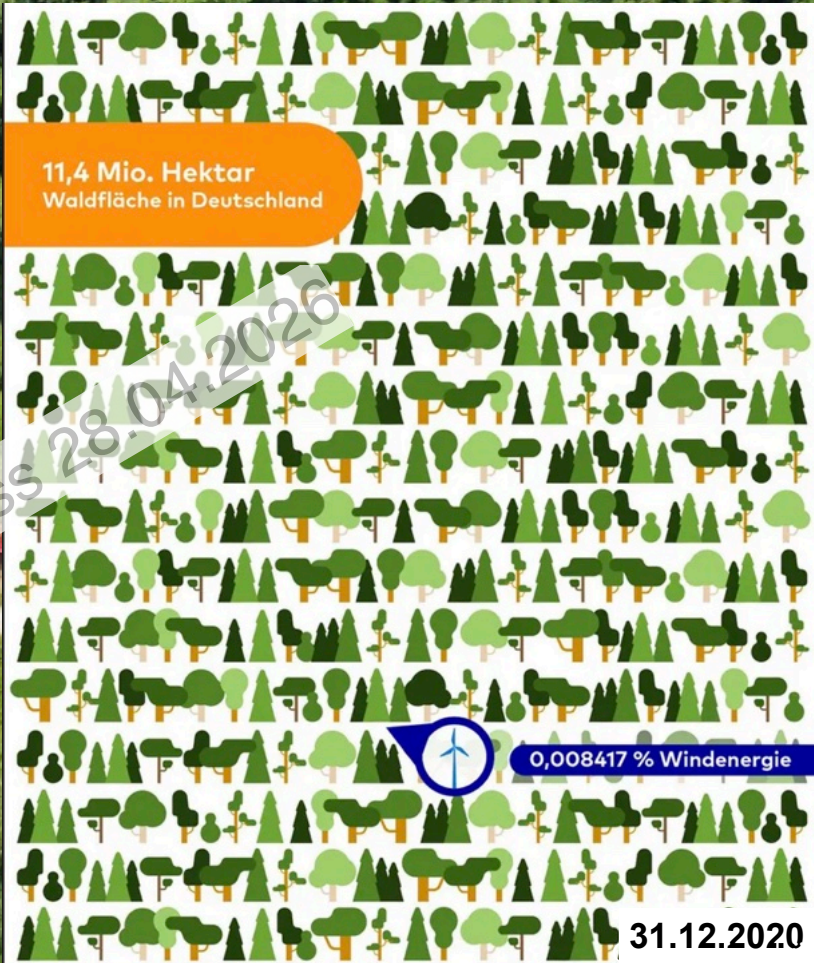 11,4 Mio. Hektar
Waldfläche in Deutschland
28.04.2026
0,008417 % Windenergie
31.12.2020